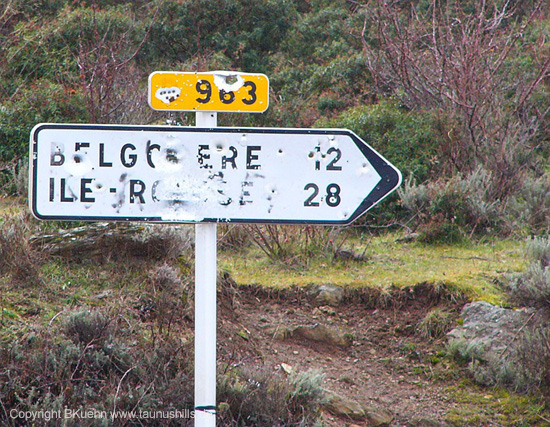 963
BELGODERE 12
ILE-ROUSSE 28
Copyright BKuehn www.taunushills